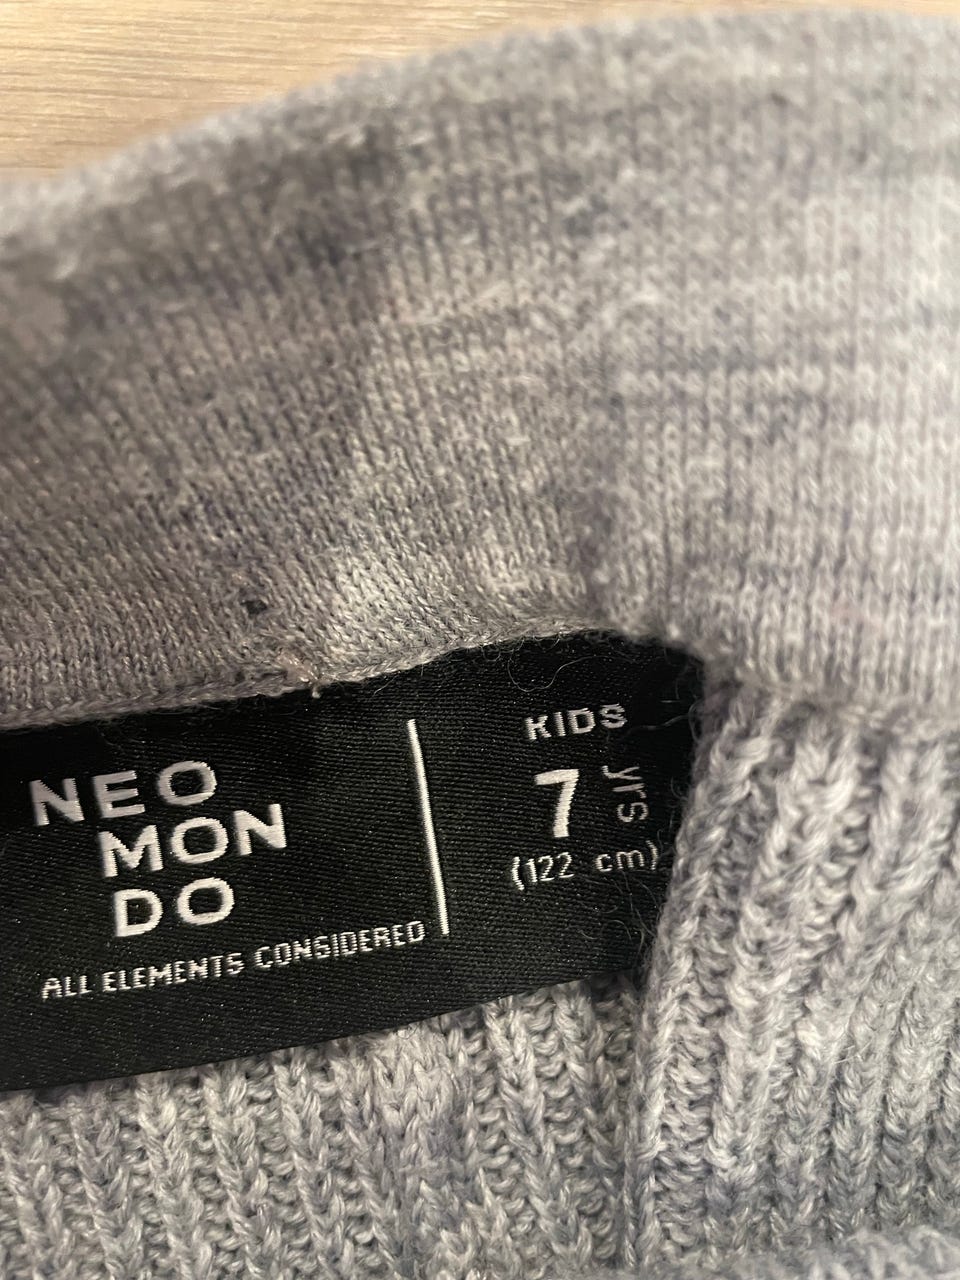 NEO
MON
DO
ALL ELEMENTS CONSIDERED
KIDS
7 yrs
(122 cm)